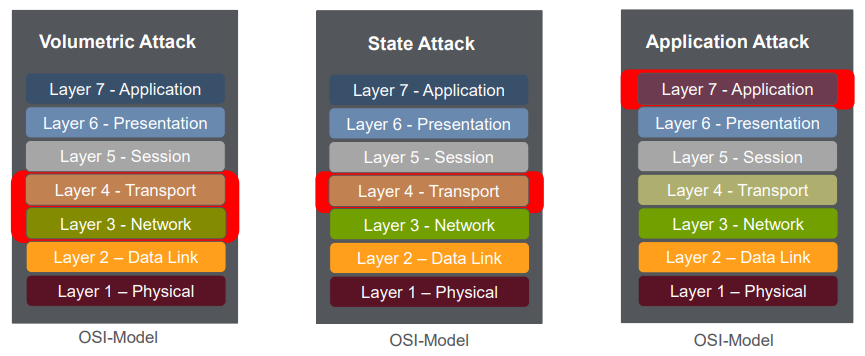 Volumetric Attack
Layer 7 - Application
Layer 6 - Presentation
Layer 5 - Session
Layer 4 - Transport
Layer 3 - Network
Layer 2 – Data Link
Layer 1 – Physical
OSI-Model
State Attack
Layer 7 - Application
Layer 6 - Presentation
Layer 5 - Session
Layer 4 - Transport
Layer 3 - Network
Layer 2 – Data Link
Layer 1 – Physical
OSI-Model
Application Attack
Layer 7 - Application
Layer 6 - Presentation
Layer 5 - Session
Layer 4 - Transport
Layer 3 - Network
Layer 2 – Data Link
Layer 1 – Physical
OSI-Model